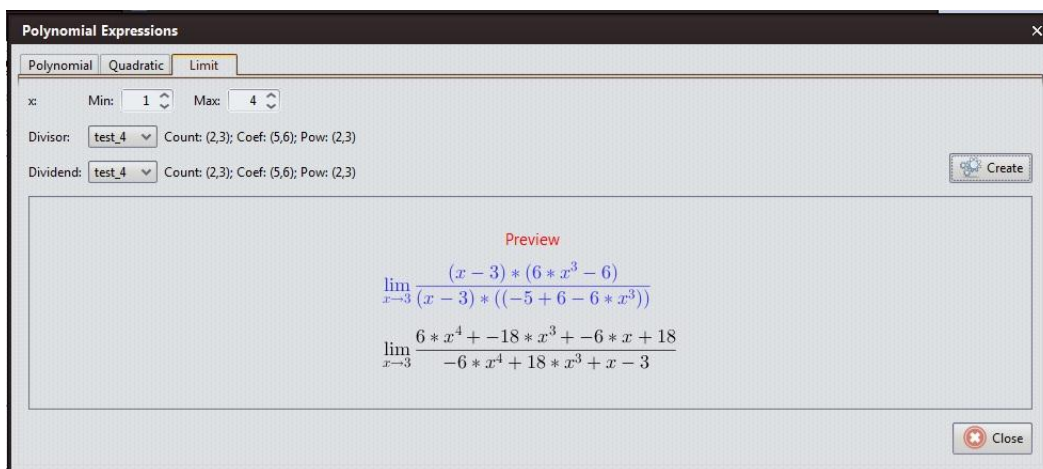 Polynomial Expressions
Polynomial Quadratic Limit
x: Min: 1 Max: 4
Divisor: test_4 Count: (2,3); Coef: (5,6); Pow: (2,3)
Dividend: test_4 Count: (2,3); Coef: (5,6); Pow: (2,3)
Create
Preview
lim x→3 (x − 3) ∗ (6 ∗ x^3 − 6) / (x − 3) ∗ ((−5 + 6 − 6 ∗ x^3))
lim x→3 6 ∗ x^4 + −18 ∗ x^3 + −6 ∗ x + 18 / −6 ∗ x^4 + 18 ∗ x^3 + x − 3
Close